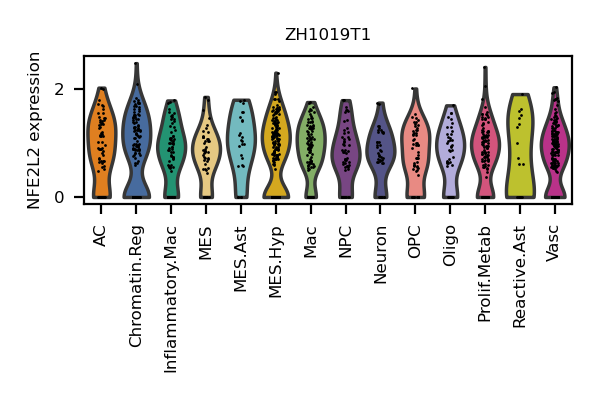 ZH1019T1
NFE2L2 expression
2
0
AC
Chromatin.Reg
Inflammatory.Mac
MES
MES.Ast
MES.Hyp
Mac
NPC
Neuron
OPC
Oligo
Prolif.Metab
Reactive.Ast
Vasc